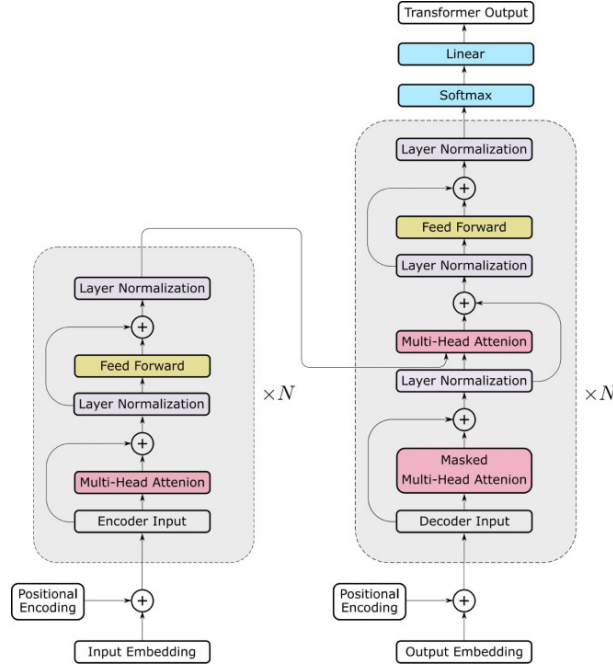 Transformer Output
Linear
Softmax
Layer Normalization
Feed Forward
Layer Normalization
Multi-Head Attenion
Layer Normalization
Masked
Multi-Head Attenion
Decoder Input
×N
Positional
Encoding
Output Embedding
Layer Normalization
Feed Forward
Layer Normalization
Multi-Head Attenion
Encoder Input
×N
Positional
Encoding
Input Embedding